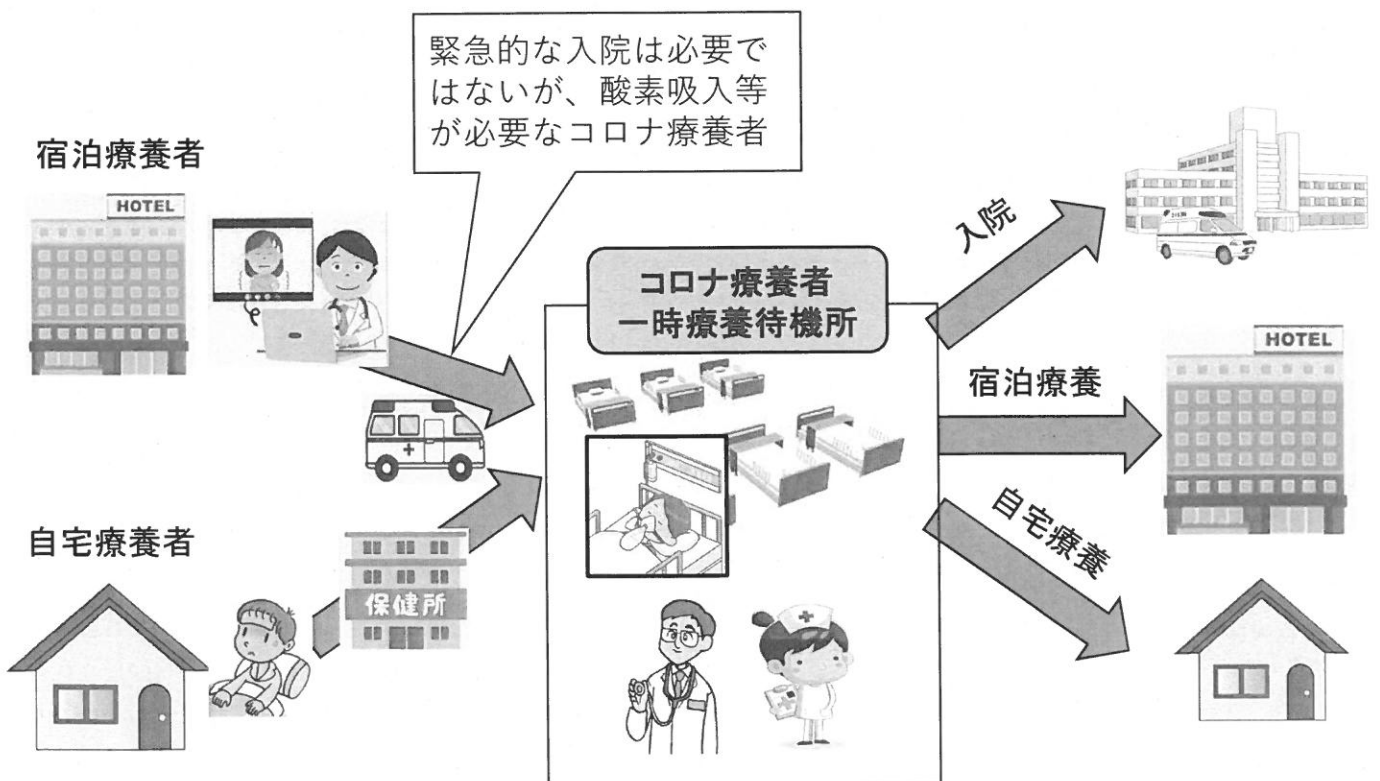 緊急的な入院は必要で
はないが、酸素吸入等
が必要なコロナ療養者
宿泊療養者
HOTEL
自宅療養者
保健所
コロナ療養者
一時療養待機所
入院
宿泊療養
HOTEL
自宅療養